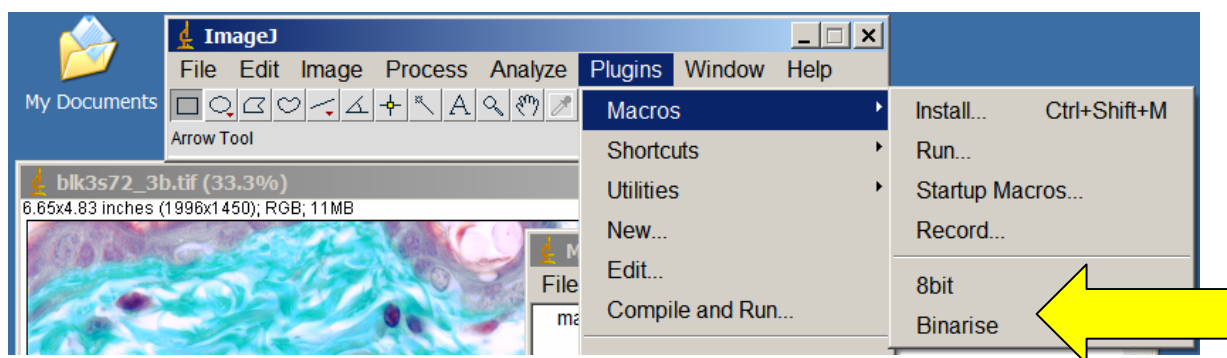 My Documents
ImageJ
File Edit Image Process Analyze Plugins Window Help
Arrow Tool
blk3s72_3b.tif (33.3%)
6.65x4.83 inches (1996x1450); RGB; 11MB
M
File
ma
Macros
Shortcuts
Utilities
New...
Edit...
Compile and Run...
Install... Ctrl+Shift+M
Run...
Startup Macros...
Record...
8bit
Binarise